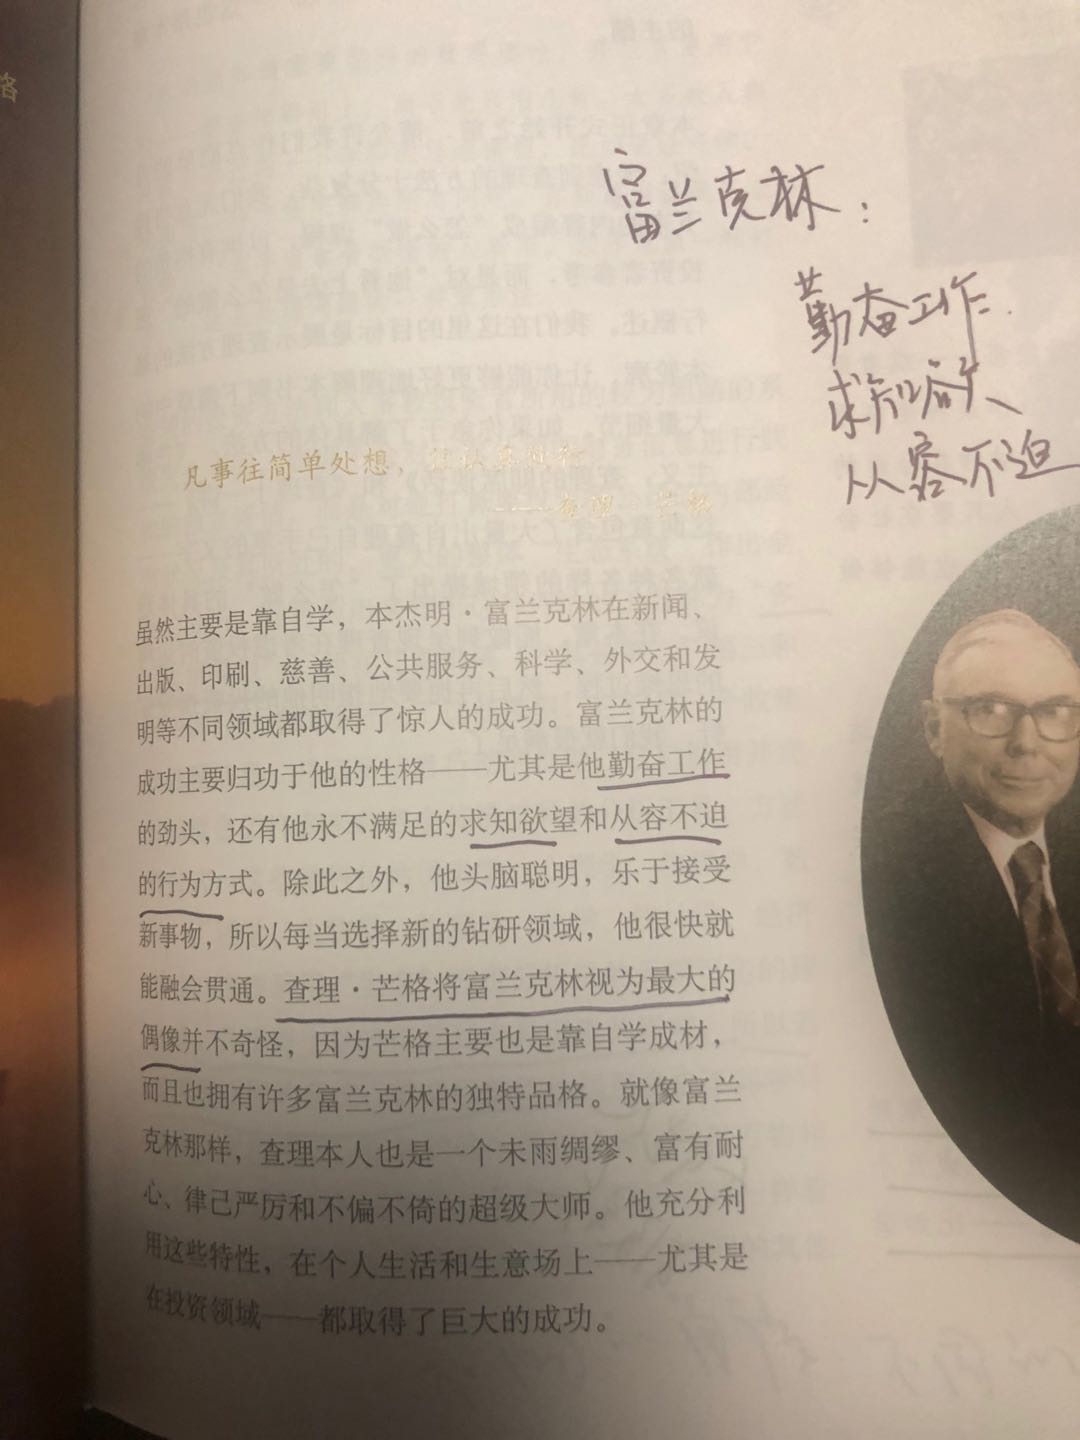 富兰克林：
勤奋工作.
求知欲
从容不迫
凡事往简单处想，往认真处行
----查理 芒格
虽然主要是靠自学，本杰明·富兰克林在新闻、
出版、印刷、慈善、公共服务、科学、外交和发
明等不同领域都取得了惊人的成功。富兰克林的
成功主要归功于他的性格——尤其是他勤奋工作
的劲头，还有他永不满足的求知欲望和从容不迫
的行为方式。除此之外，他头脑聪明，乐于接受
新事物，所以每当选择新的钻研领域，他很快就
能融会贯通。查理·芒格将富兰克林视为最大的
偶像并不奇怪，因为芒格主要也是靠自学成材，
而且也拥有许多富兰克林的独特品格。就像富兰
克林那样，查理本人也是一个未雨绸缪、富有耐
心、律己严厉和不偏不倚的超级大师。他充分利
用这些特性，在个人生活和生意场上——尤其是
在投资领域——都取得了巨大的成功。